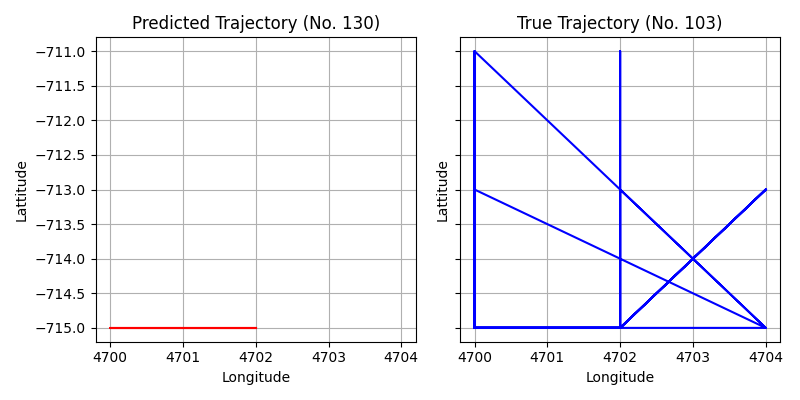 Predicted Trajectory (No. 130)
−711.0
−711.5
−712.0
−712.5
−713.0
−713.5
−714.0
−714.5
−715.0
Lattitude
4700 4701 4702 4703 4704
Longitude
True Trajectory (No. 103)
Lattitude
4700 4701 4702 4703 4704
Longitude